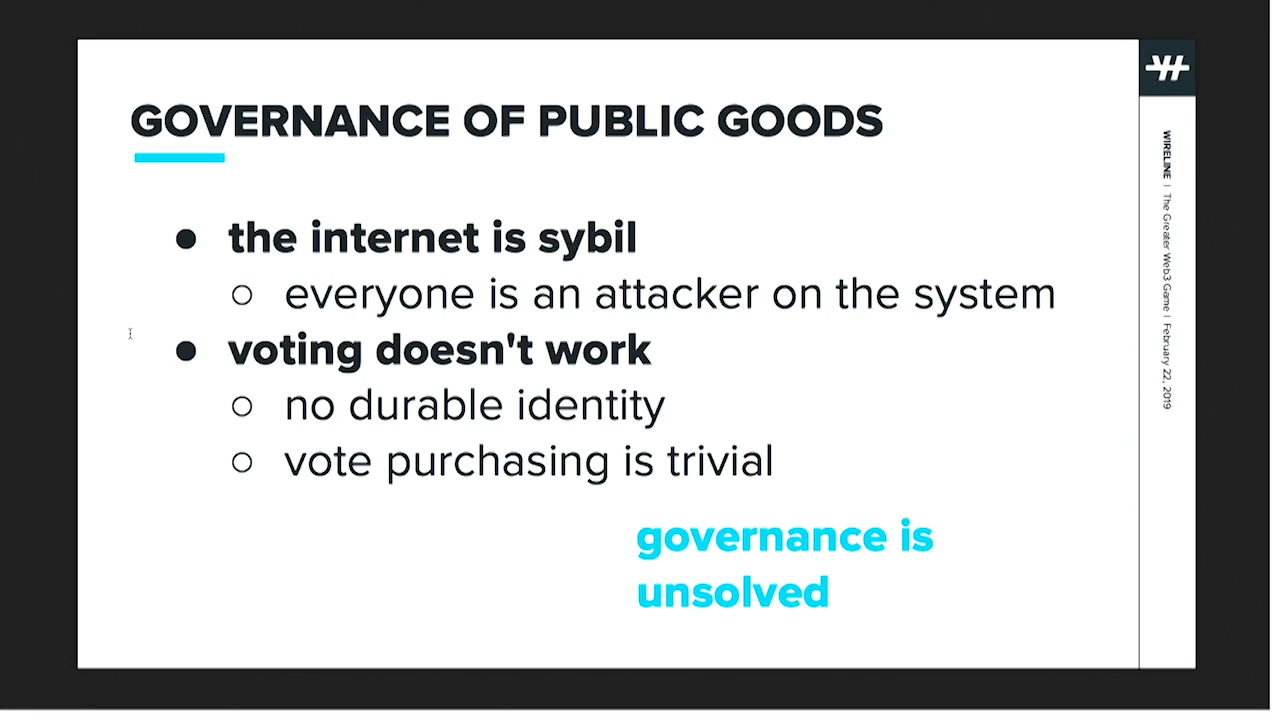 GOVERNANCE OF PUBLIC GOODS
● the internet is sybil
○ everyone is an attacker on the system
● voting doesn't work
○ no durable identity
○ vote purchasing is trivial
governance is
unsolved
WIRELINE | The Greater Web3 Game | February 22, 2019